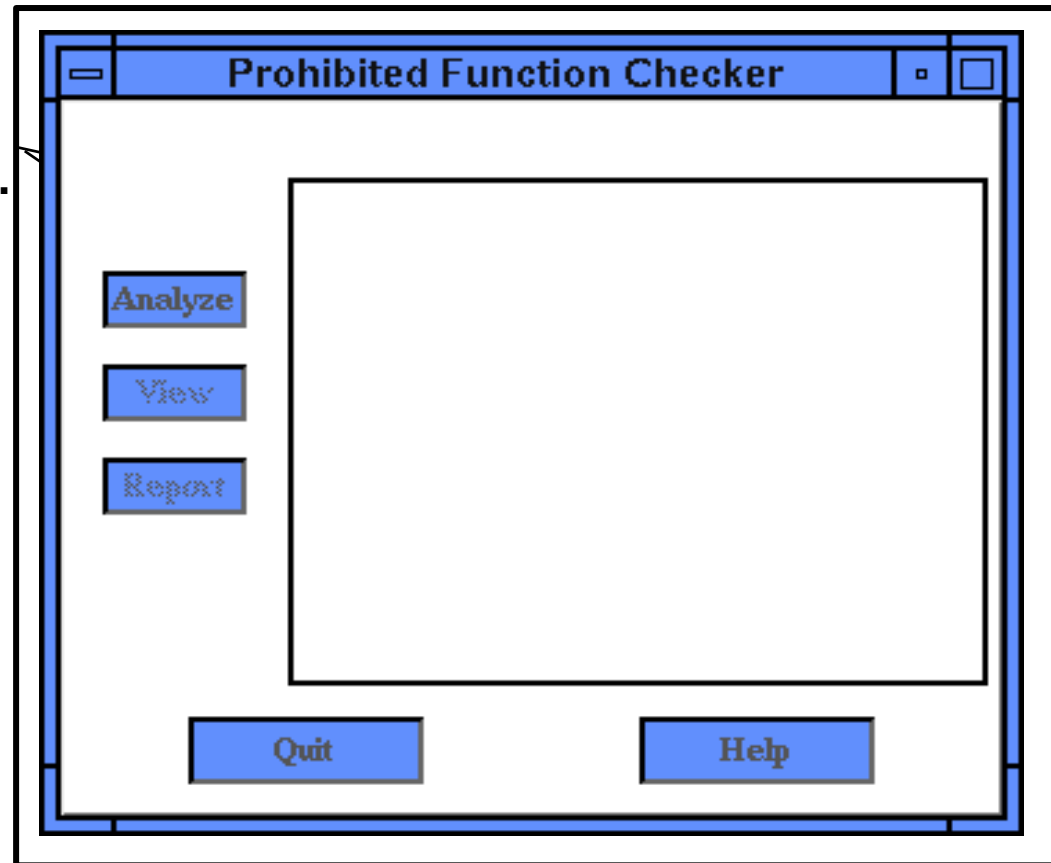 Prohibited Function Checker
.
Analyze
View
Report
Quit
Help